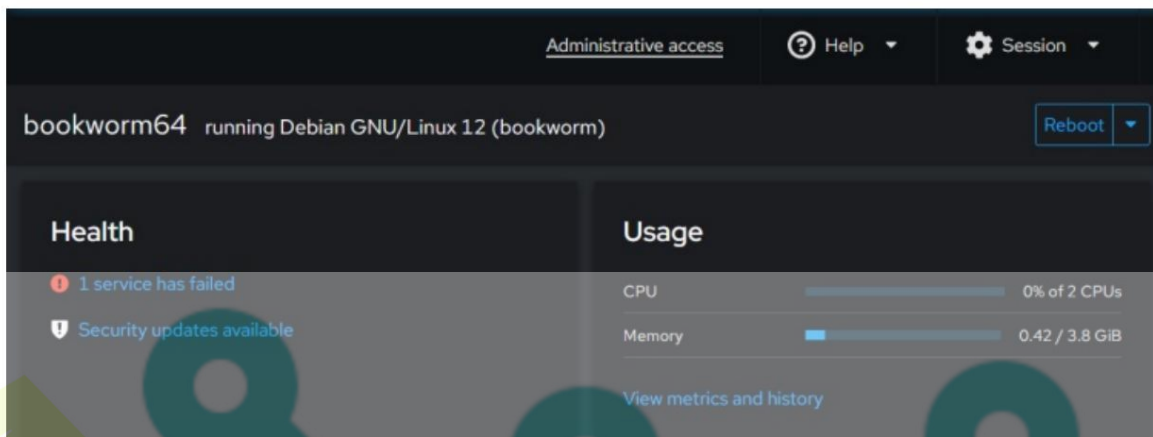 Administrative access Help Session
bookworm64 running Debian GNU/Linux 12 (bookworm) Reboot
Health
1 service has failed
Security updates available
Usage
CPU 0% of 2 CPUs
Memory 0.42 / 3.8 GiB
View metrics and history